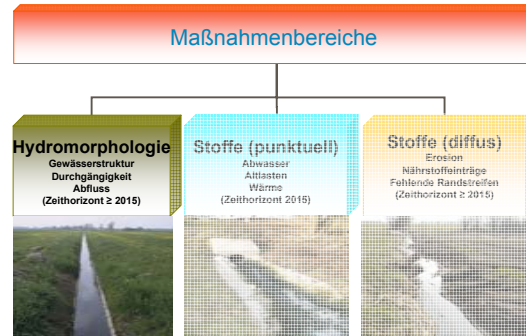 Maßnahmenbereiche
Hydromorphologie
Gewässerstruktur
Durchgängigkeit
Abfluss
(Zeithorizont ≥ 2015)
Stoffe (punktuell)
Abwasser
Altlasten
Wärme
(Zeithorizont 2015)
Stoffe (diffus)
Erosion
Nährstoffeinträge
Fehlende Randstreifen
(Zeithorizont ≥ 2015)